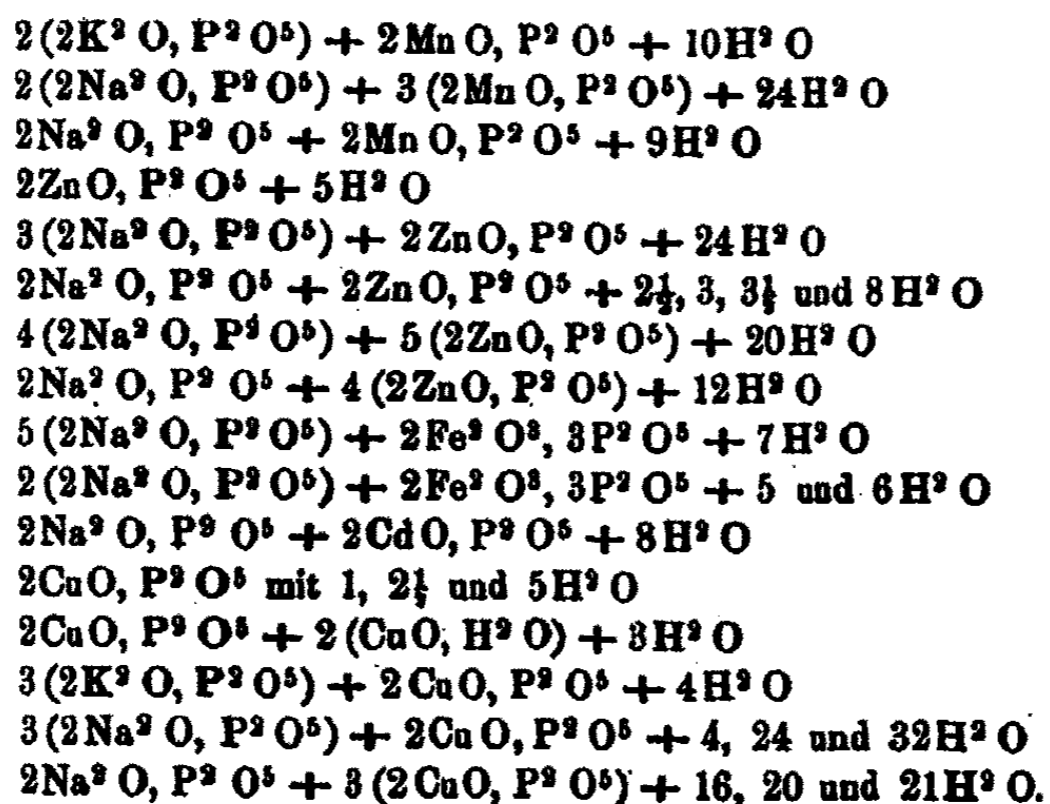 2(2K² O, P² O⁵) + 2Mn O, P² O⁵ + 10H² O
2(2Na² O, P² O⁵) + 3(2Mn O, P² O⁵) + 24H² O
2Na² O, P² O⁵ + 2Mn O, P² O⁵ + 9H² O
2ZnO, P² O⁵ + 5H² O
3(2Na² O, P² O⁵) + 2ZnO, P² O⁵ + 24H² O
2Na² O, P² O⁵ + 2ZnO, P² O⁵ + 2½, 3, 3½ und 8H² O
4(2Na² O, P² O⁵) + 5(2ZnO, P² O⁵) + 20H² O
2Na² O, P² O⁵ + 4(2ZnO, P² O⁵) + 12H² O
5(2Na² O, P² O⁵) + 2Fe² O³, 3P² O⁵ + 7H² O
2(2Na² O, P² O⁵) + 2Fe² O³, 3P² O⁵ + 5 und 6H² O
2Na² O, P² O⁵ + 2CdO, P² O⁵ + 8H² O
2CuO, P² O⁵ mit 1, 2½ und 5H² O
2CuO, P² O⁵ + 2(CuO, H² O) + 3H² O
3(2K² O, P² O⁵) + 2CuO, P² O⁵ + 4H² O
3(2Na² O, P² O⁵) + 2Cu O, P² O⁵ + 4, 24 und 32H² O
2Na² O, P² O⁵ + 3(2CuO, P² O⁵) + 16, 20 und 21H² O.